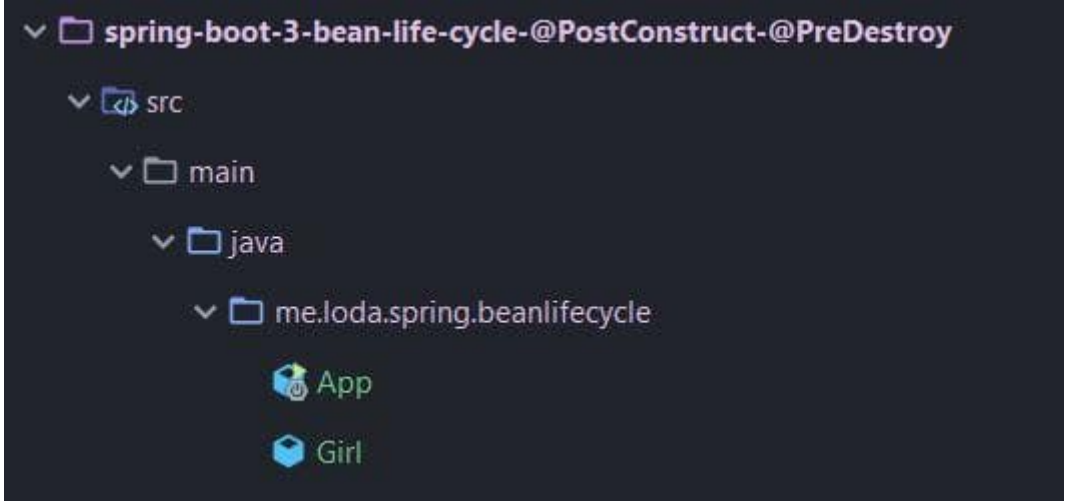 spring-boot-3-bean-life-cycle-@PostConstruct-@PreDestroy
src
main
java
me.loda.spring.beanlifecycle
App
Girl